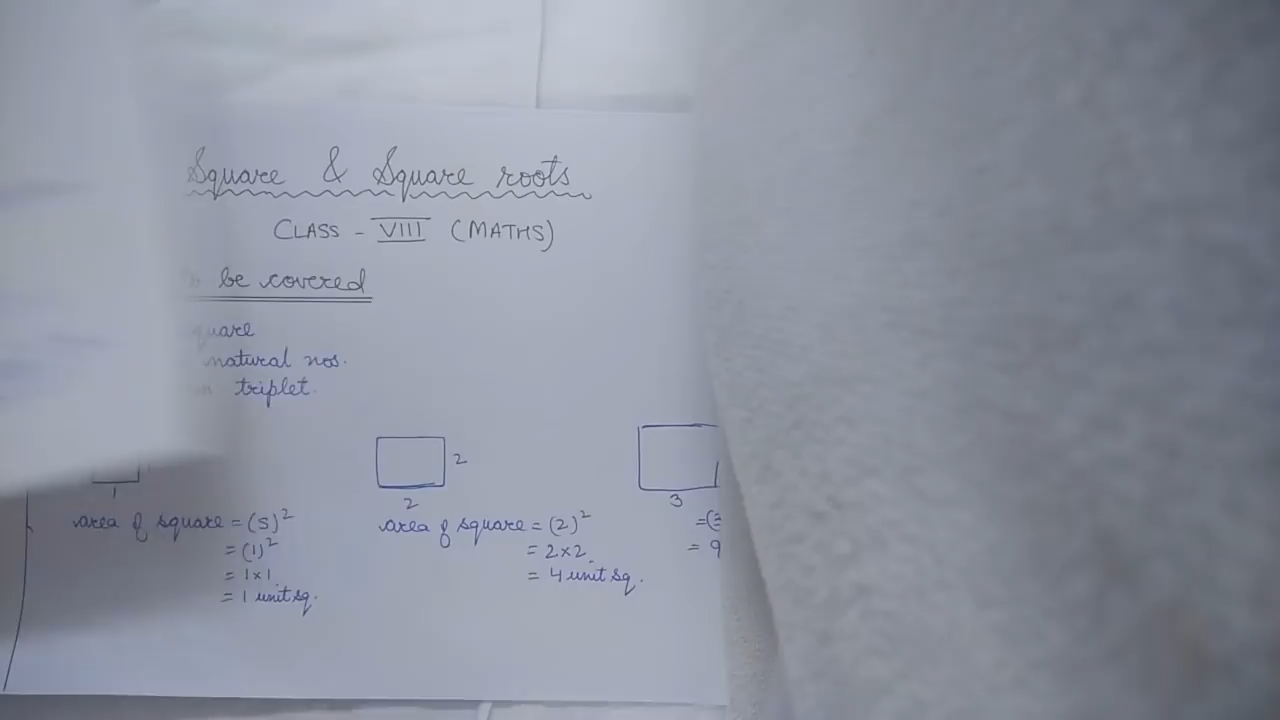 Square & Square roots
CLASS - VIII (MATHS)
be covered
natural nos.
triplet.
2
1
2
3
area of square = (S)²
area of square = (2)²
= (1)²
= 2×2
= 9
= 1×1
= 4 unit sq.
= 1 unit sq.